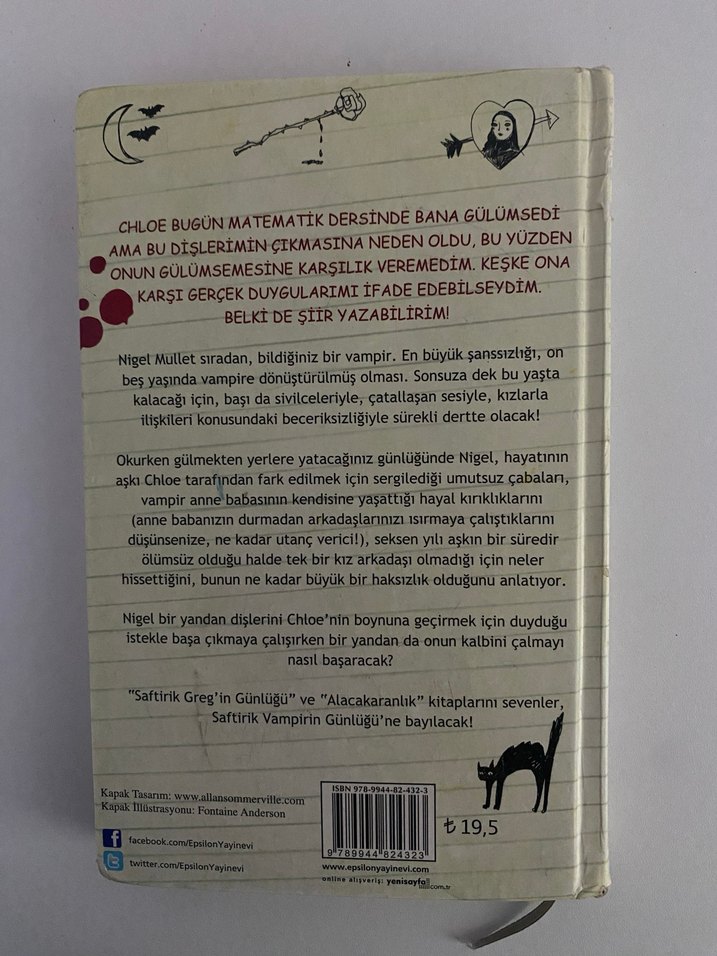 CHLOE BUGÜN MATEMATİK DERSİNDE BANA GÜLÜMSEDİ
AMA BU DİŞLERİMİN ÇIKMASINA NEDEN OLDU, BU YÜZDEN
ONUN GÜLÜMSEMESİNE KARŞILIK VEREMEDİM. KEŞKE ONA
KARŞI GERÇEK DUYGULARIMI İFADE EDEBİLSEYDİM.
BELKİ DE ŞİİR YAZABİLİRİM!
Nigel Mullet sıradan, bildiğiniz bir vampir. En büyük şanssızlığı, on
beş yaşında vampire dönüştürülmüş olması. Sonsuza dek bu yaşta
kalacağı için, başı da sivilceleriyle, çatallaşan sesiyle, kızlarla
ilişkileri konusundaki beceriksizliğiyle sürekli dertte olacak!
Okurken gülmekten yerlere yatacağınız günlüğünde Nigel, hayatının
aşkı Chloe tarafından fark edilmek için sergilediği umutsuz çabaları,
vampir anne babasının kendisine yaşattığı hayal kırıklıklarını
(anne babanızın durmadan arkadaşlarınızı ısırmaya çalıştıklarını
düşünsenize, ne kadar utanç verici!), seksen yılı aşkın bir süredir
ölümsüz olduğu halde tek bir kız arkadaşı olmadığı için neler
hissettiğini, bunun ne kadar büyük bir haksızlık olduğunu anlatıyor.
Nigel bir yandan dişlerini Chloe'nin boynuna geçirmek için duyduğu
istekle başa çıkmaya çalışırken bir yandan da onun kalbini çalmayı
nasıl başaracak?
"Saftirik Greg'in Günlüğü" ve "Alacakaranlık" kitaplarını sevenler,
Saftirik Vampirin Günlüğü'ne bayılacak!
Kapak Tasarım: www.allansommerville.com
Kapak İllüstrasyonu: Fontaine Anderson
facebook.com/EpsilonYayinevi
twitter.com/EpsilonYayinevi
ISBN 978-9944-82-432-3
9 789944 824323
₺ 19,5
www.epsilonyayinevi.com
online alışveriş: yenisayfa.com.tr